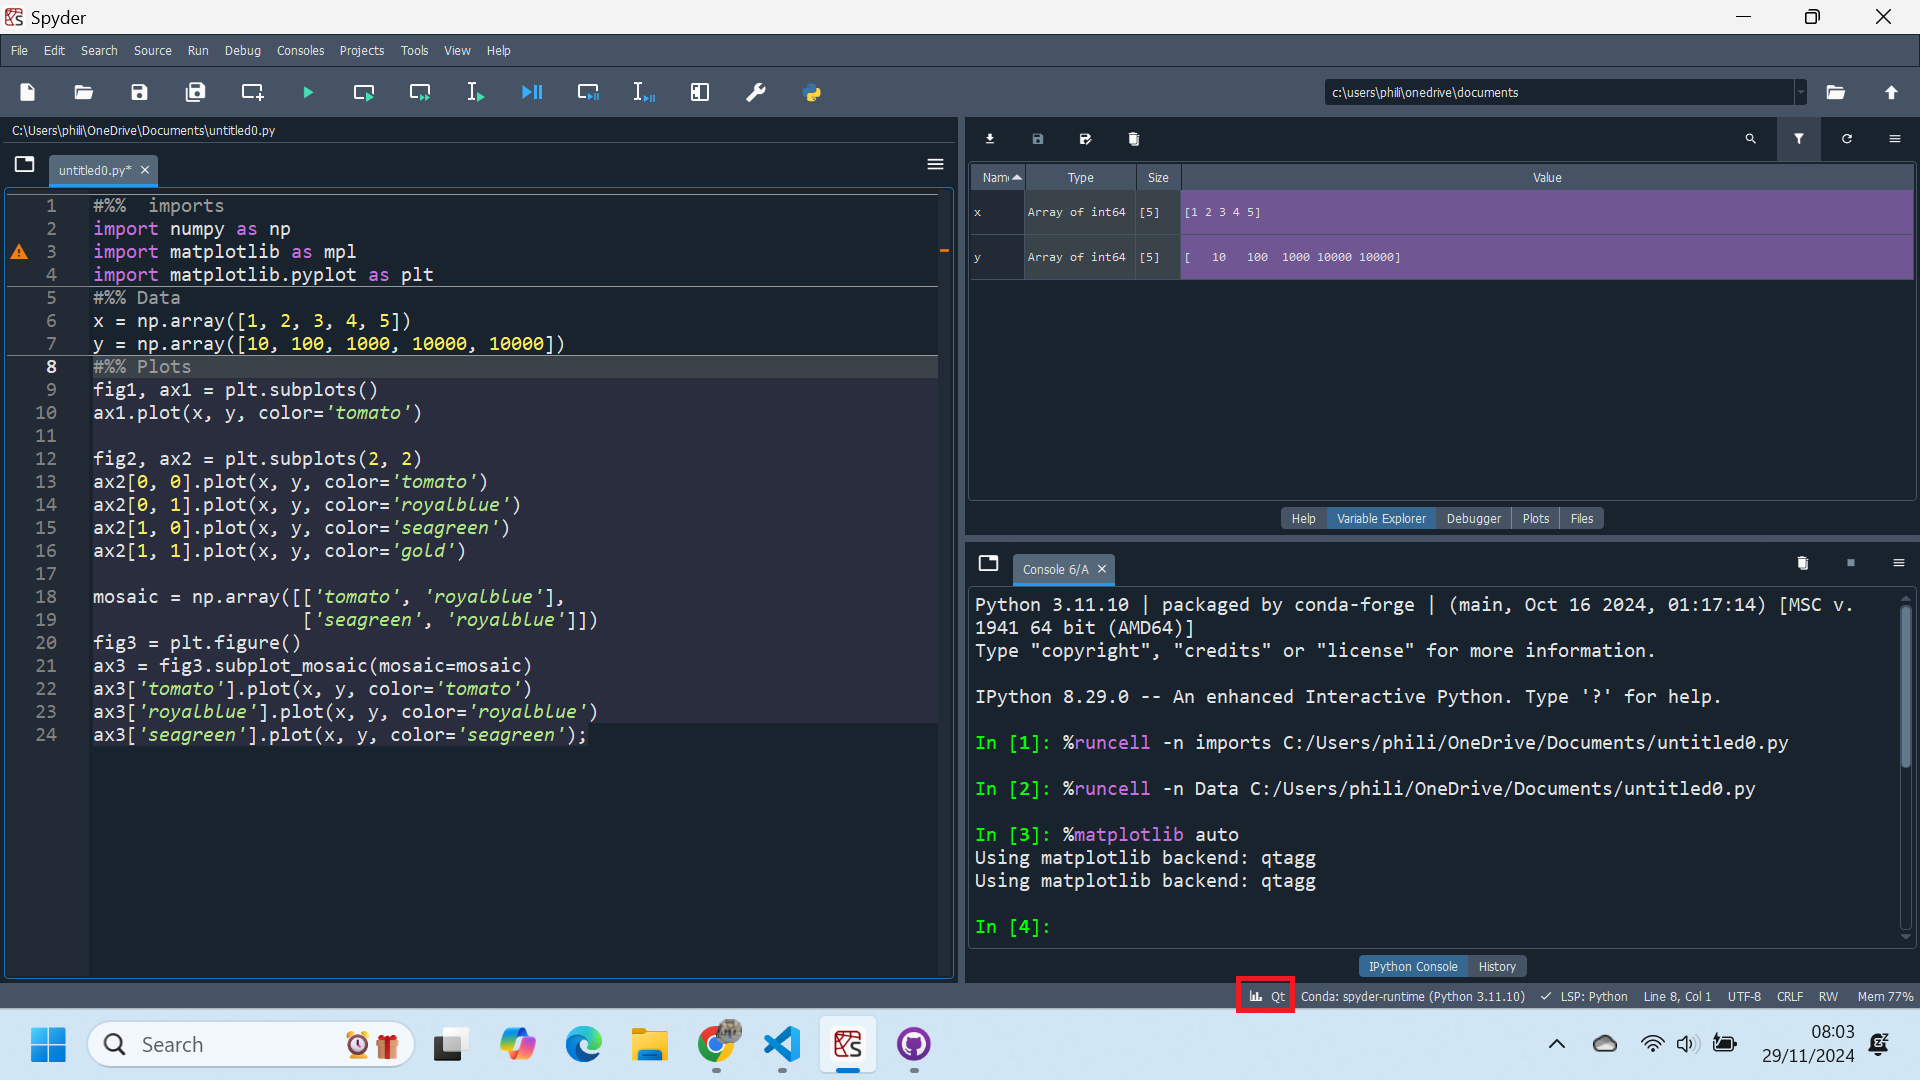 Spyder
File Edit Search Source Run Debug Consoles Projects Tools View Help
c:\users\phili\onedrive\documents
C:\Users\phili\OneDrive\Documents\untitled0.py
untitled0.py*
1 #%%  imports
2 import numpy as np
3 import matplotlib as mpl
4 import matplotlib.pyplot as plt
5 #%% Data
6 x = np.array([1, 2, 3, 4, 5])
7 y = np.array([10, 100, 1000, 10000, 10000])
8 #%% Plots
9 fig1, ax1 = plt.subplots()
10 ax1.plot(x, y, color='tomato')
11
12 fig2, ax2 = plt.subplots(2, 2)
13 ax2[0, 0].plot(x, y, color='tomato')
14 ax2[0, 1].plot(x, y, color='royalblue')
15 ax2[1, 0].plot(x, y, color='seagreen')
16 ax2[1, 1].plot(x, y, color='gold')
17
18 mosaic = np.array([['tomato', 'royalblue'],
19                    ['seagreen', 'royalblue']])
20 fig3 = plt.figure()
21 ax3 = fig3.subplot_mosaic(mosaic=mosaic)
22 ax3['tomato'].plot(x, y, color='tomato')
23 ax3['royalblue'].plot(x, y, color='royalblue')
24 ax3['seagreen'].plot(x, y, color='seagreen');
Nam Type Size Value
x Array of int64 [5] [1 2 3 4 5]
y Array of int64 [5] [   10   100  1000 10000 10000]
Help Variable Explorer Debugger Plots Files
Console 6/A
Python 3.11.10 | packaged by conda-forge | (main, Oct 16 2024, 01:17:14) [MSC v.
1941 64 bit (AMD64)]
Type "copyright", "credits" or "license" for more information.
IPython 8.29.0 -- An enhanced Interactive Python. Type '?' for help.
In [1]: %runcell -n imports C:/Users/phili/OneDrive/Documents/untitled0.py
In [2]: %runcell -n Data C:/Users/phili/OneDrive/Documents/untitled0.py
In [3]: %matplotlib auto
Using matplotlib backend: qtagg
Using matplotlib backend: qtagg
In [4]:
IPython Console History
Qt Conda: spyder-runtime (Python 3.11.10) LSP: Python Line 8, Col 1 UTF-8 CRLF RW Mem 77%
Search
08:03
29/11/2024